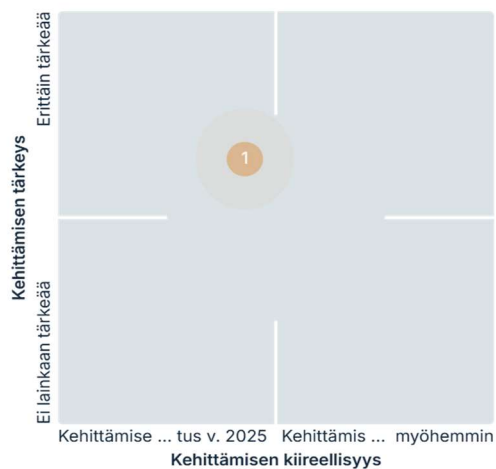 Erittäin tärkeää
Kehittämisen tärkeys
Ei lainkaan tärkeää
1
Kehittämise ... tus v. 2025 Kehittämis ... myöhemmin
Kehittämisen kiireellisyys